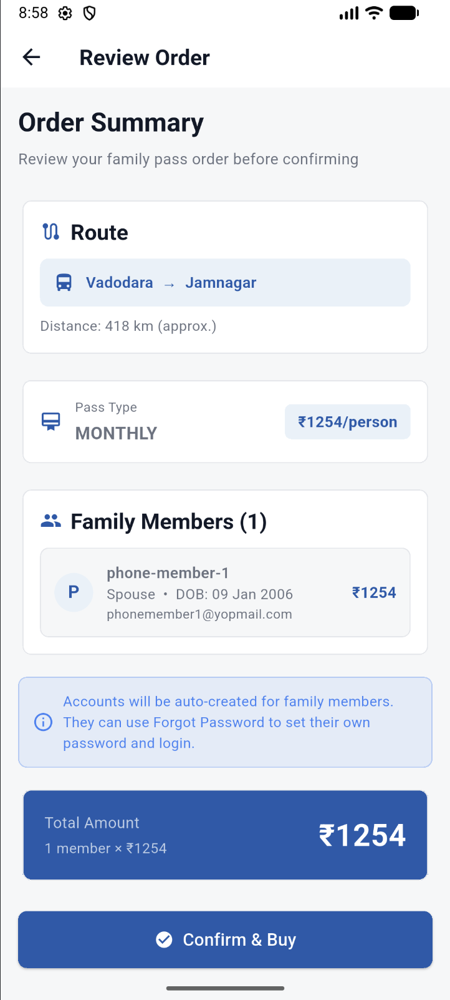 8:58
Review Order
Order Summary
Review your family pass order before confirming
Route
Vadodara → Jamnagar
Distance: 418 km (approx.)
Pass Type
MONTHLY
₹1254/person
Family Members (1)
P
phone-member-1
Spouse • DOB: 09 Jan 2006
phonemember1@yopmail.com
₹1254
Accounts will be auto-created for family members.
They can use Forgot Password to set their own
password and login.
Total Amount
1 member × ₹1254
₹1254
Confirm & Buy